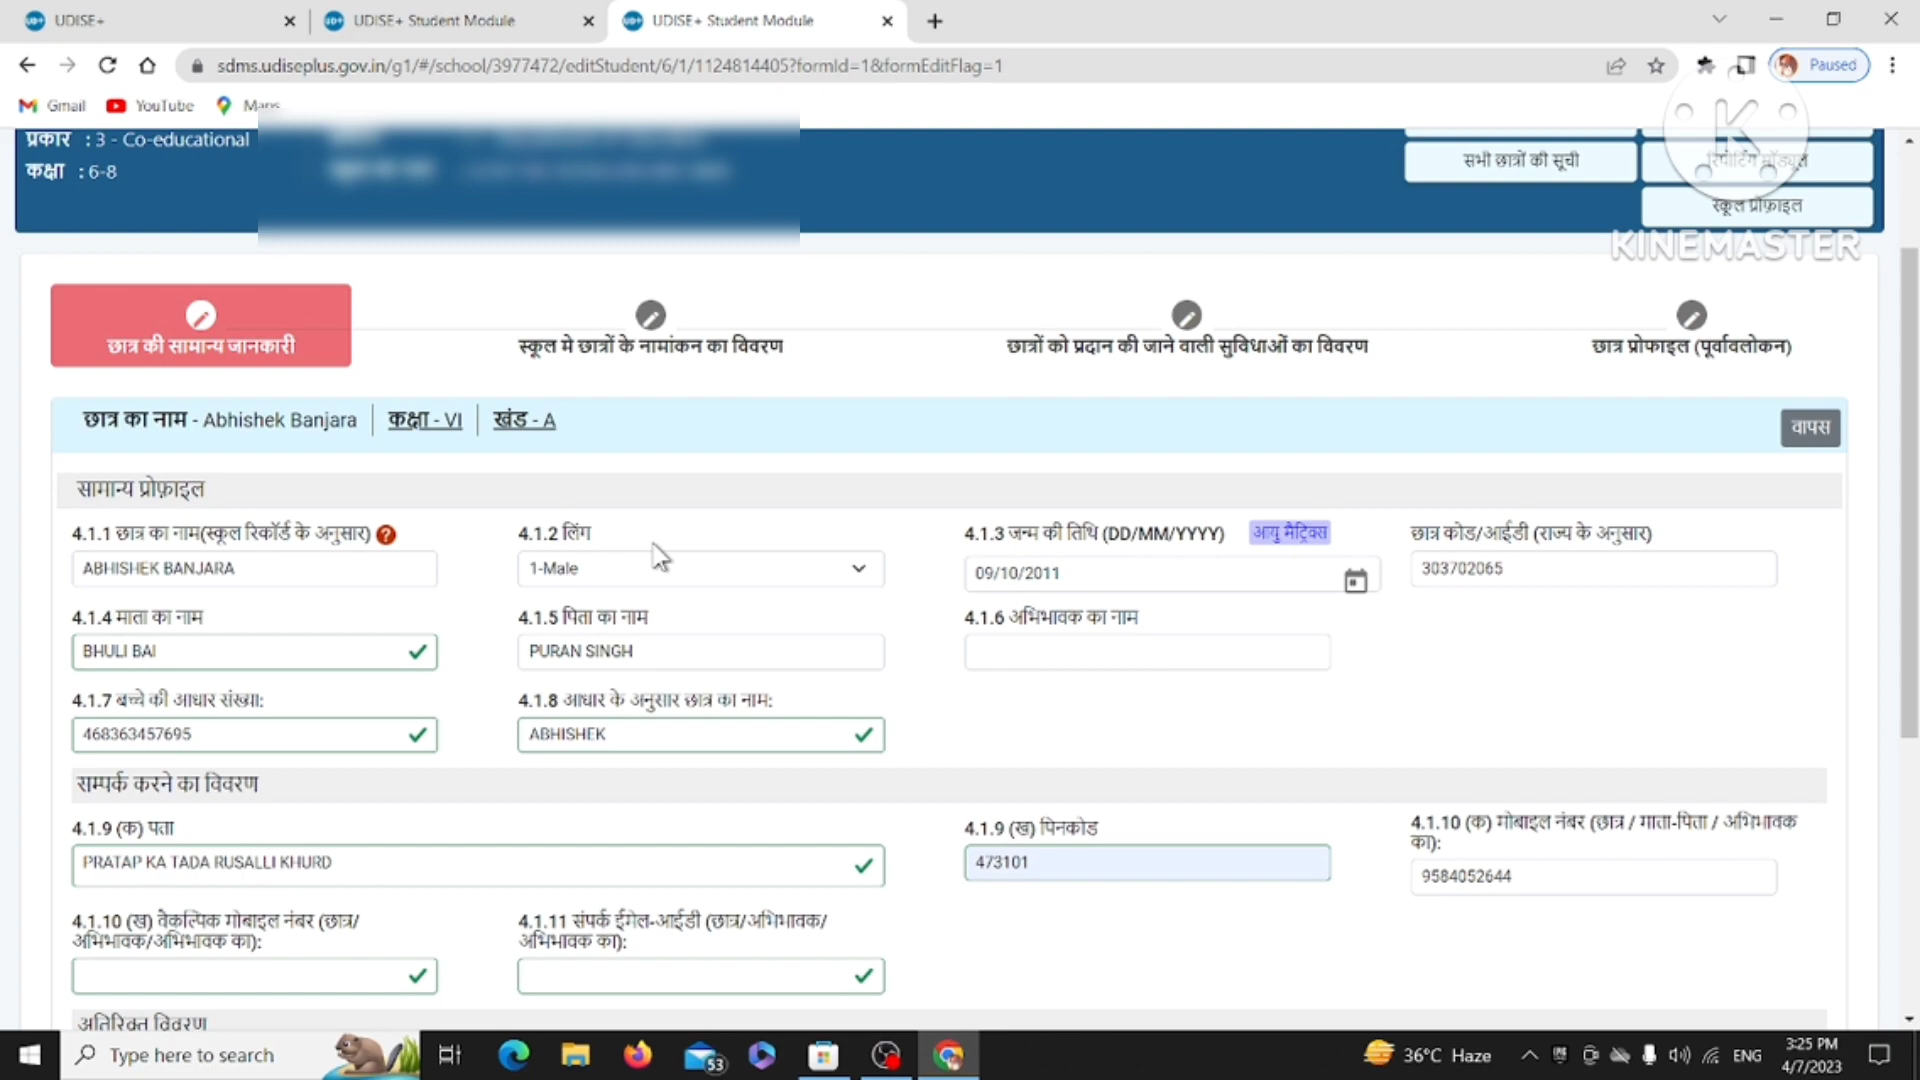 UDISE+
UDISE+ Student Module
UDISE+ Student Module
sdms.udiseplus.gov.in/g1/#/school/3977472/editStudent/6/1/1124814405?formId=1&formEditFlag=1
Paused
Gmail YouTube Maps
प्रकार : 3 - Co-educational
कक्षा : 6-8
सभी छात्रों की सूची
रिपोर्टिंग मॉड्यूल
स्कूल प्रोफ़ाइल
K
KINEMASTER
छात्र की सामान्य जानकारी
स्कूल मे छात्रों के नामांकन का विवरण
छात्रों को प्रदान की जाने वाली सुविधाओं का विवरण
छात्र प्रोफाइल (पूर्वावलोकन)
छात्र का नाम - Abhishek Banjara कक्षा - VI खंड - A
वापस
सामान्य प्रोफ़ाइल
4.1.1 छात्र का नाम(स्कूल रिकॉर्ड के अनुसार) ?
4.1.2 लिंग
4.1.3 जन्म की तिथि (DD/MM/YYYY) आयु मैट्रिक्स
छात्र कोड/आईडी (राज्य के अनुसार)
ABHISHEK BANJARA
1-Male
09/10/2011
303702065
4.1.4 माता का नाम
4.1.5 पिता का नाम
4.1.6 अभिभावक का नाम
BHULI BAI
PURAN SINGH
4.1.7 बच्चे की आधार संख्या:
4.1.8 आधार के अनुसार छात्र का नाम:
468363457695
ABHISHEK
सम्पर्क करने का विवरण
4.1.9 (क) पता
4.1.9 (ख) पिनकोड
4.1.10 (क) मोबाइल नंबर (छात्र / माता-पिता / अभिभावक
का):
PRATAP KA TADA RUSALLI KHURD
473101
9584052644
4.1.10 (ख) वैकल्पिक मोबाइल नंबर (छात्र/
अभिभावक/अभिभावक का):
4.1.11 संपर्क ईमेल-आईडी (छात्र/अभिभावक/
अभिभावक का):
अतिरिक्त विवरण
Type here to search
53
36°C Haze
ENG
3:25 PM
4/7/2023